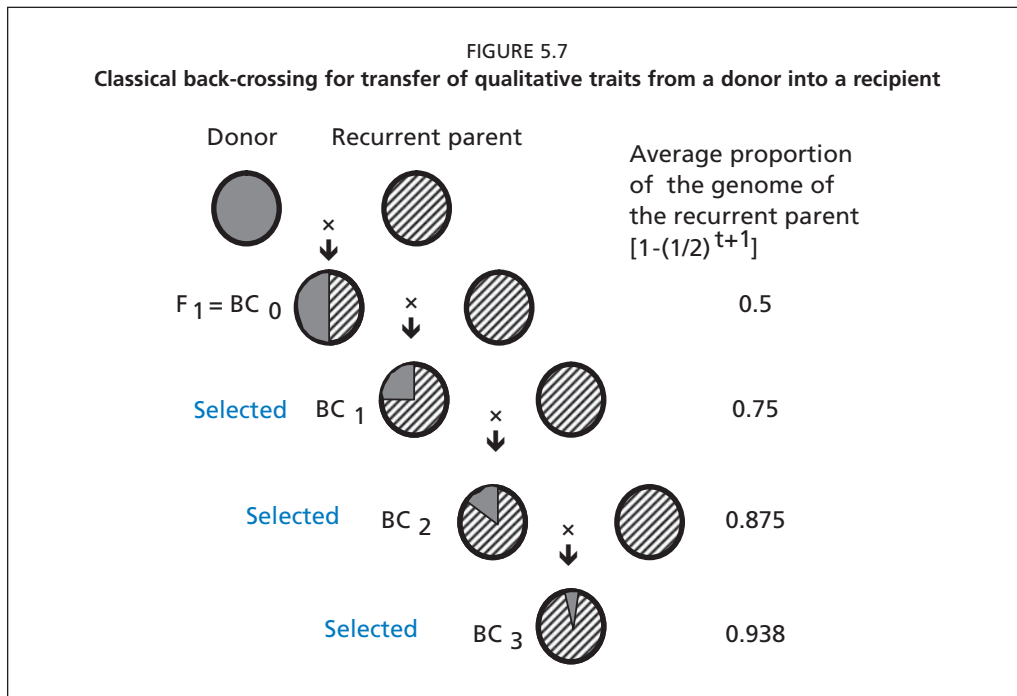 FIGURE 5.7
Classical back-crossing for transfer of qualitative traits from a donor into a recipient
Donor Recurrent parent
Average proportion
of the genome of
the recurrent parent
[1-(1/2) t+1]
×
F 1 = BC 0 × 0.5
Selected BC 1 × 0.75
Selected BC 2 × 0.875
Selected BC 3 0.938